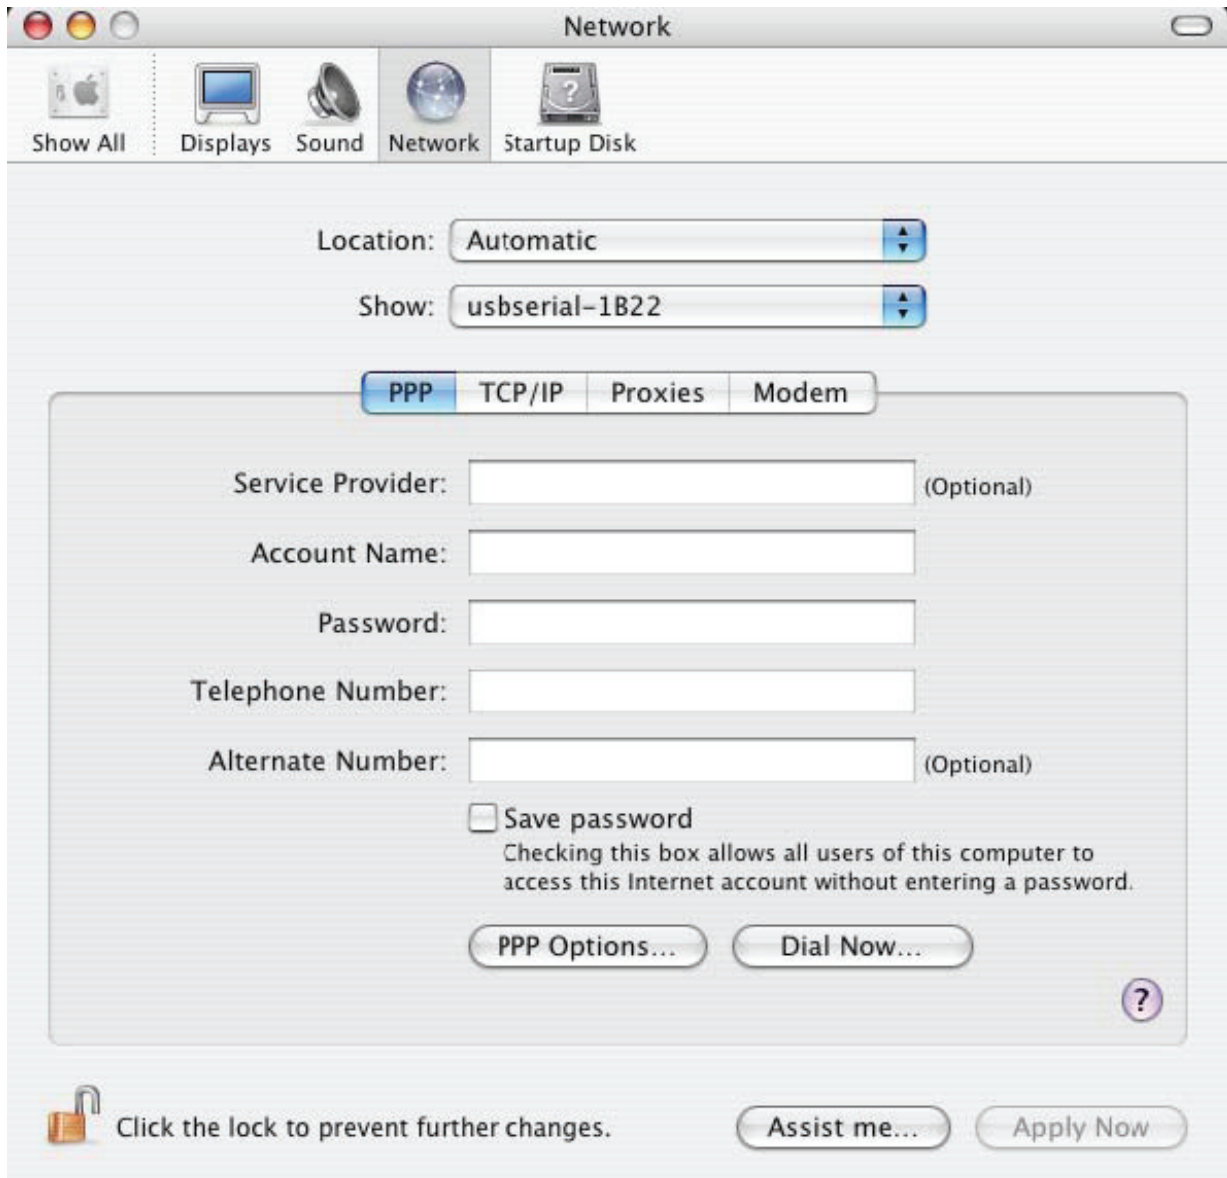 Network
Show All
Displays
Sound
Network
Startup Disk
Location: Automatic
Show: usbserial-1B22
PPP TCP/IP Proxies Modem
Service Provider: (Optional)
Account Name:
Password:
Telephone Number:
Alternate Number: (Optional)
Save password
Checking this box allows all users of this computer to
access this Internet account without entering a password.
PPP Options... Dial Now...
?
Click the lock to prevent further changes. Assist me... Apply Now